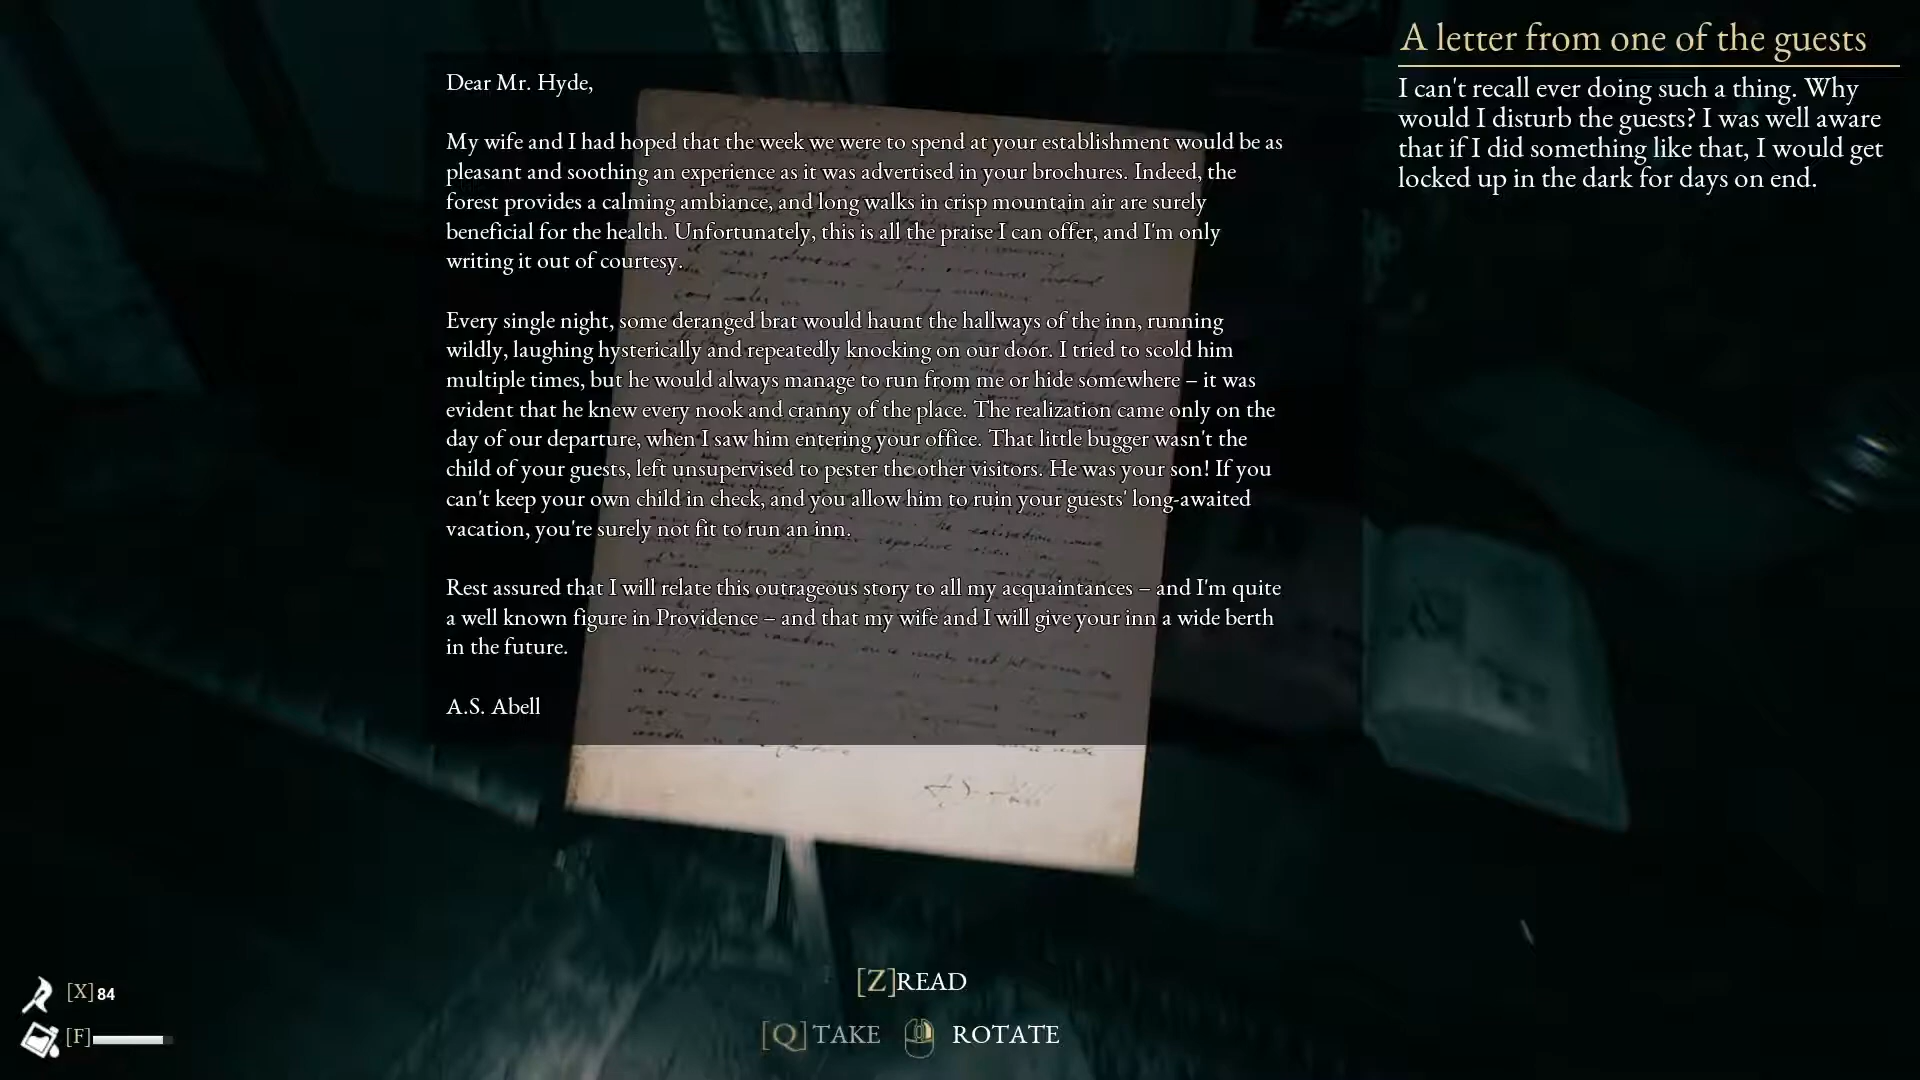 A letter from one of the guests
I can't recall ever doing such a thing. Why
would I disturb the guests? I was well aware
that if I did something like that, I would get
locked up in the dark for days on end.
Dear Mr. Hyde,
My wife and I had hoped that the week we were to spend at your establishment would be as
pleasant and soothing an experience as it was advertised in your brochures. Indeed, the
forest provides a calming ambiance, and long walks in crisp mountain air are surely
beneficial for the health. Unfortunately, this is all the praise I can offer, and I'm only
writing it out of courtesy.
Every single night, some deranged brat would haunt the hallways of the inn, running
wildly, laughing hysterically and repeatedly knocking on our door. I tried to scold him
multiple times, but he would always manage to run from me or hide somewhere – it was
evident that he knew every nook and cranny of the place. The realization came only on the
day of our departure, when I saw him entering your office. That little bugger wasn't the
child of your guests, left unsupervised to pester the other visitors. He was your son! If you
can't keep your own child in check, and you allow him to ruin your guests' long-awaited
vacation, you're surely not fit to run an inn.
Rest assured that I will relate this outrageous story to all my acquaintances – and I'm quite
a well known figure in Providence – and that my wife and I will give your inn a wide berth
in the future.
A.S. Abell
[X] 84
[F]
[Z]READ
[Q]TAKE ROTATE